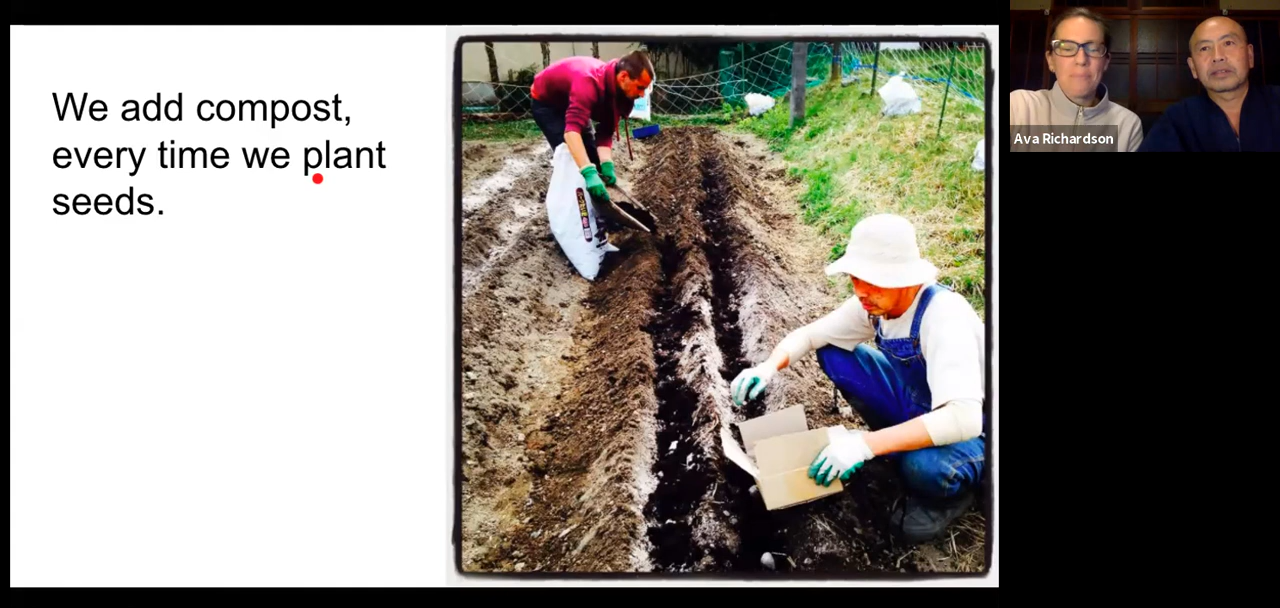 We add compost,
every time we plant
seeds.
Ava Richardson